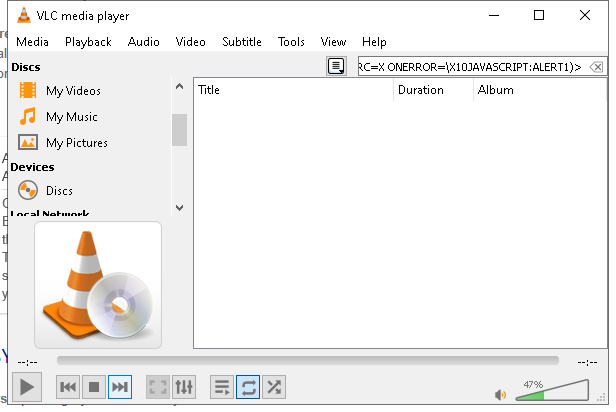 VLC media player
Media Playback Audio Video Subtitle Tools View Help
Discs
RC=X ONERROR=\X10JAVASCRIPT:ALERT1)>
My Videos
Title Duration Album
My Music
My Pictures
Devices
Discs
Local Network
--:--
--:--
47%